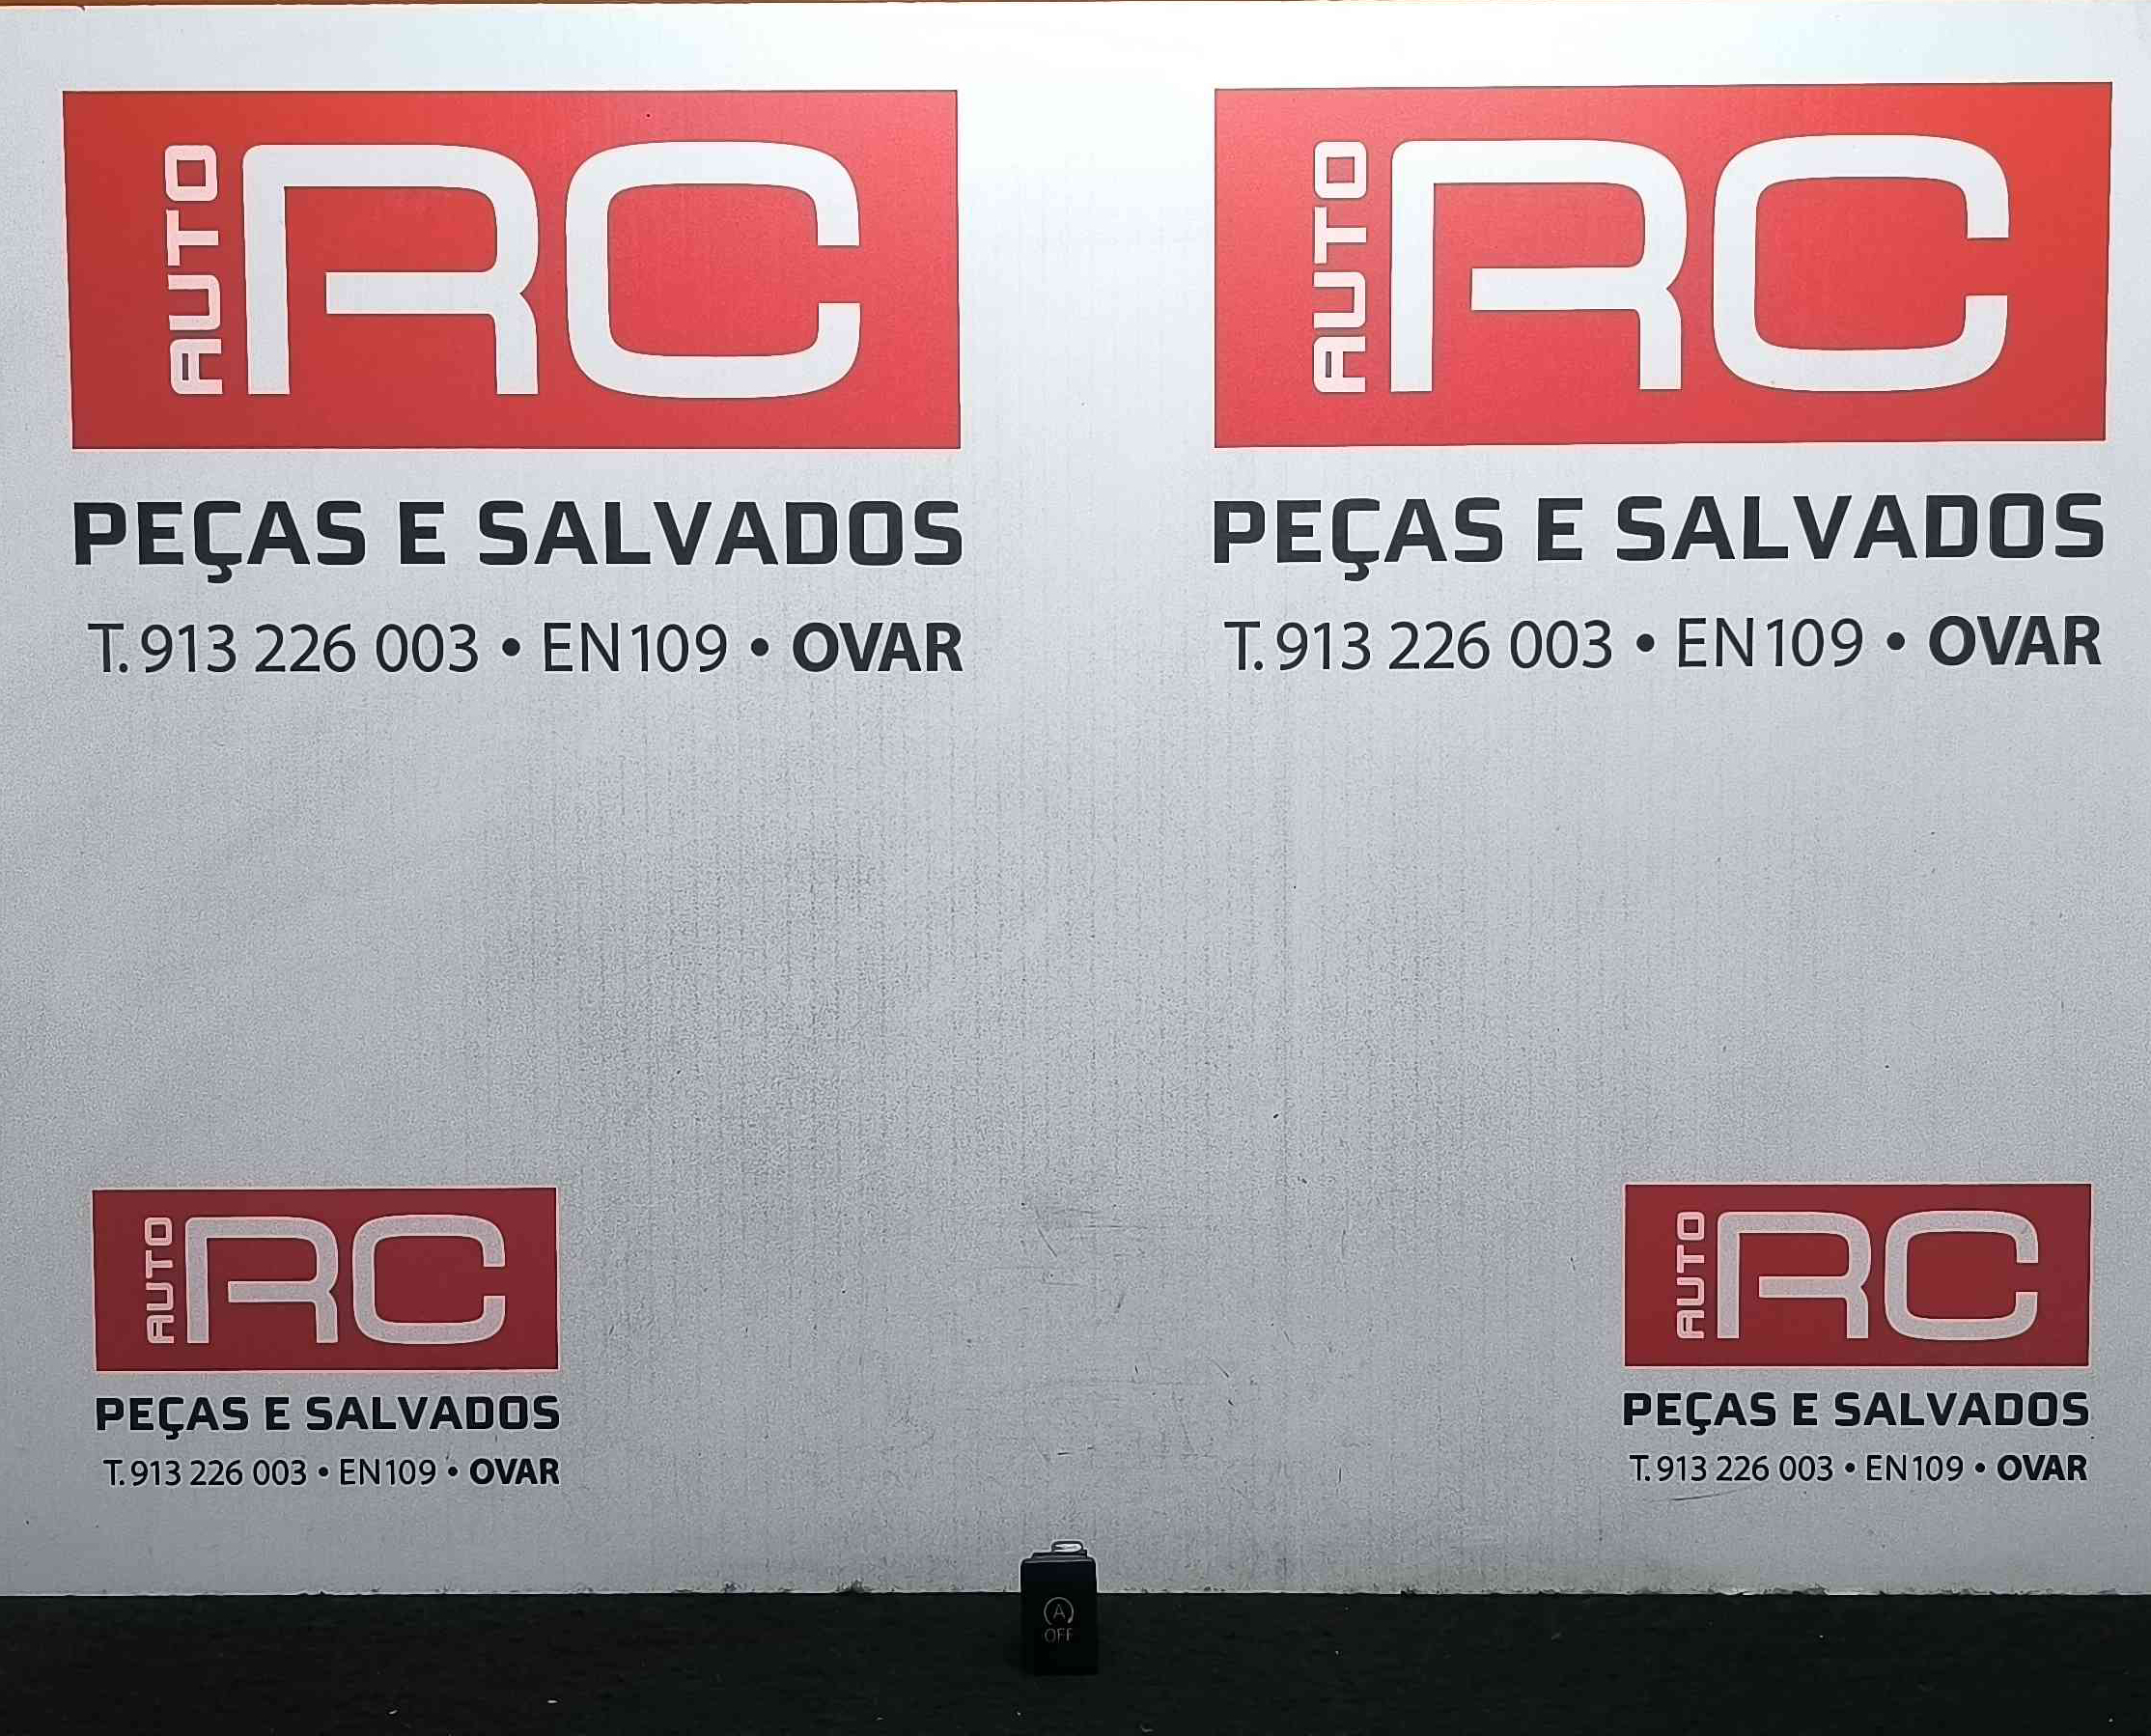 AUTO RC
PEÇAS E SALVADOS
T. 913 226 003 • EN109 • OVAR
AUTO RC
PEÇAS E SALVADOS
T. 913 226 003 • EN109 • OVAR
AUTO RC
PEÇAS E SALVADOS
T. 913 226 003 • EN109 • OVAR
AUTO RC
PEÇAS E SALVADOS
T. 913 226 003 • EN109 • OVAR
A
OFF